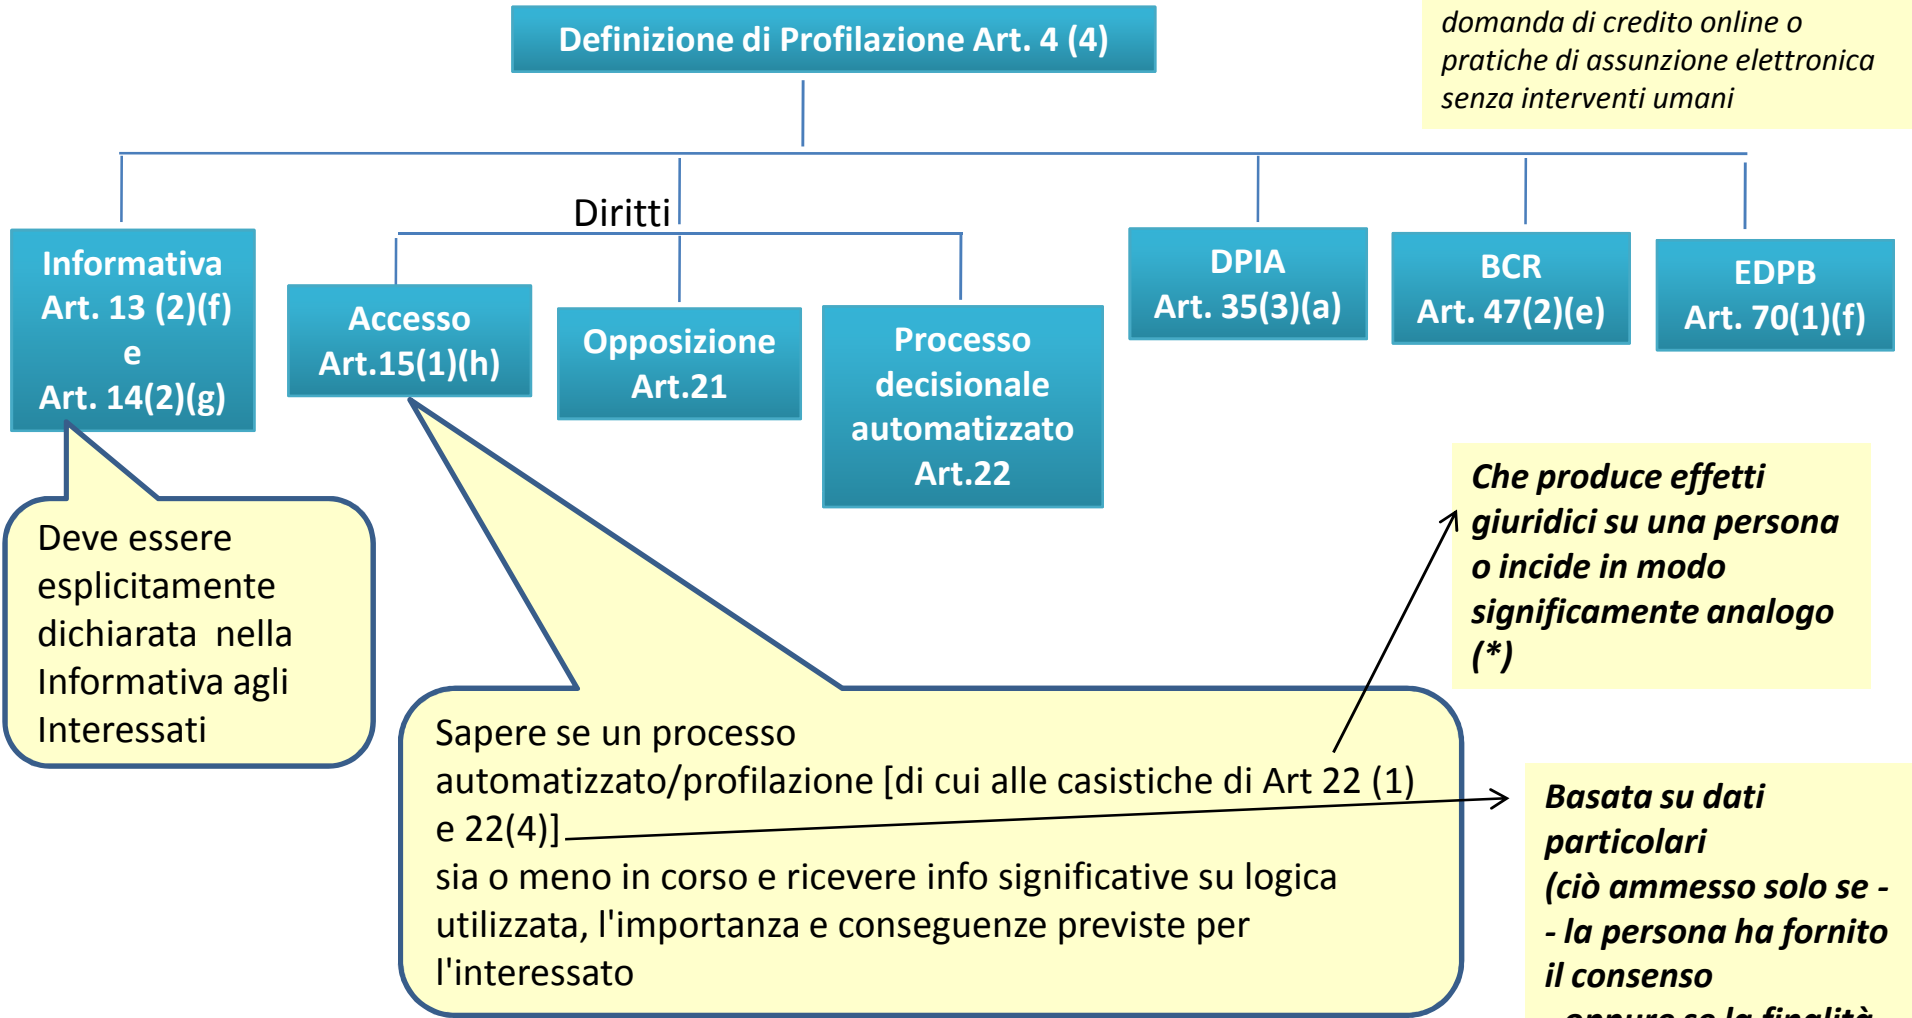 Definizione di Profilazione Art. 4 (4)
domanda di credito online o
pratiche di assunzione elettronica
senza interventi umani
Diritti
Informativa
Art. 13 (2)(f)
e
Art. 14(2)(g)
Accesso
Art.15(1)(h)
Opposizione
Art.21
Processo
decisionale
automatizzato
Art.22
DPIA
Art. 35(3)(a)
BCR
Art. 47(2)(e)
EDPB
Art. 70(1)(f)
Deve essere
esplicitamente
dichiarata nella
Informativa agli
Interessati
Sapere se un processo
automatizzato/profilazione [di cui alle casistiche di Art 22 (1)
e 22(4)]
sia o meno in corso e ricevere info significative su logica
utilizzata, l'importanza e conseguenze previste per
l'interessato
Che produce effetti
giuridici su una persona
o incide in modo
significamente analogo
(*)
Basata su dati
particolari
(ciò ammesso solo se -
- la persona ha fornito
il consenso
- oppure se la finalità